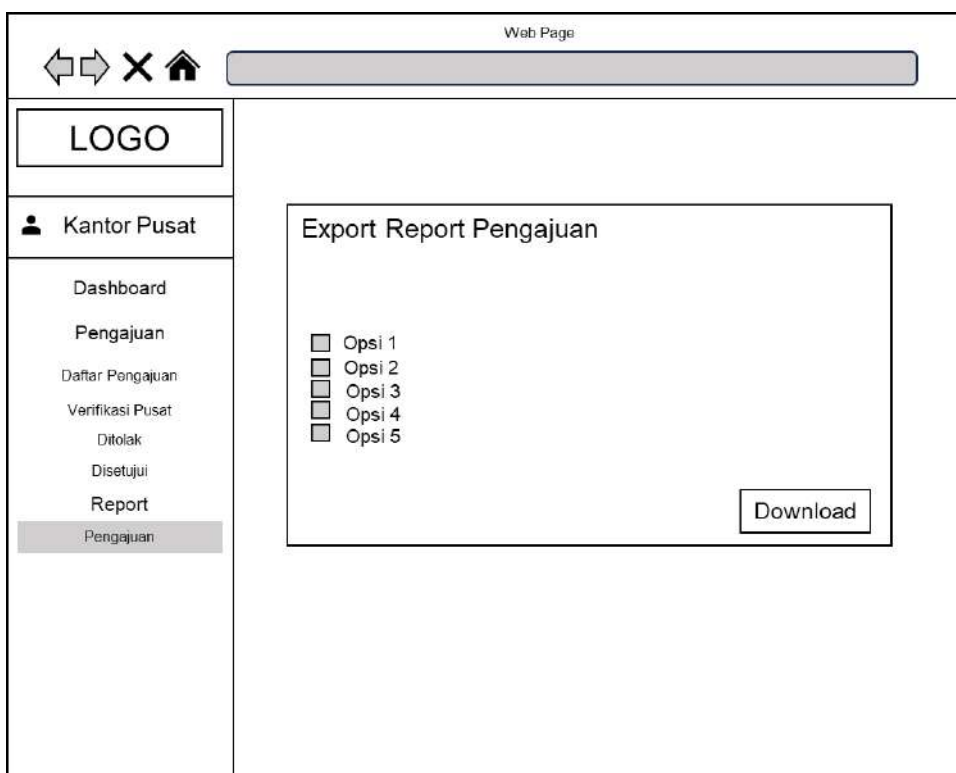 Web Page
LOGO
Kantor Pusat
Dashboard
Pengajuan
Daftar Pengajuan
Verifikasi Pusat
Ditolak
Disetujui
Report
Pengajuan
Export Report Pengajuan
Opsi 1
Opsi 2
Opsi 3
Opsi 4
Opsi 5
Download